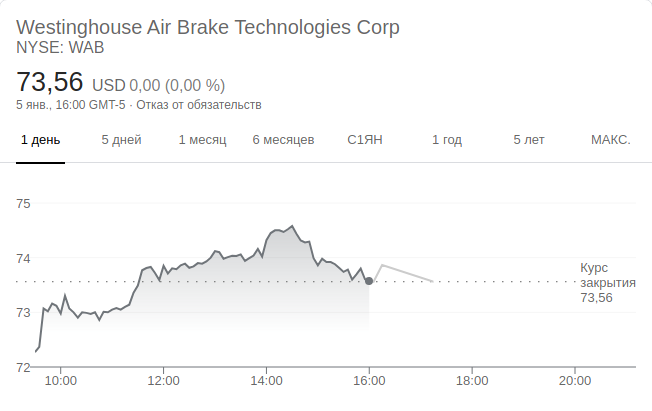 Westinghouse Air Brake Technologies Corp
NYSE: WAB
73,56 USD 0,00 (0,00 %)
5 янв., 16:00 GMT-5 · Отказ от обязательств
1 день 5 дней 1 месяц 6 месяцев С1ЯН 1 год 5 лет МАКС.
75
74
Курс
закрытия
73,56
73
72
10:00 12:00 14:00 16:00 18:00 20:00